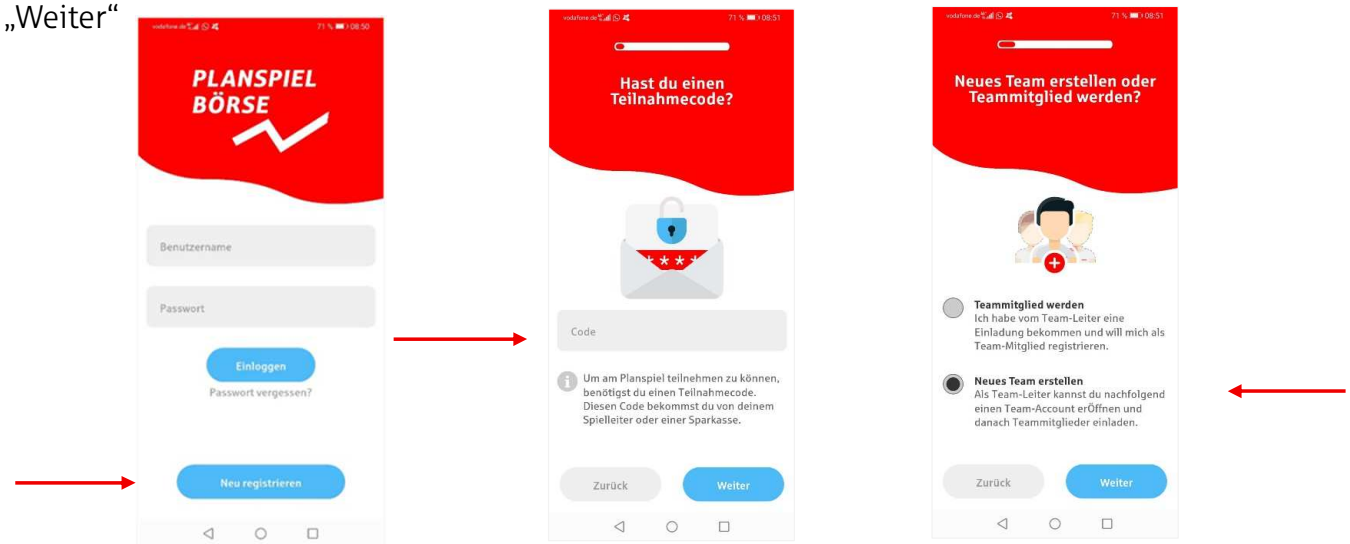 „Weiter“
vodafone.de 71 % 08:50
PLANSPIEL
BÖRSE
Benutzername
Passwort
Einloggen
Passwort vergessen?
Neu registrieren
vodafone.de 71 % 08:51
Hast du einen
Teilnahmecode?
* * * *
Code
i
Um am Planspiel teilnehmen zu können,
benötigst du einen Teilnahmecode.
Diesen Code bekommst du von deinem
Spielleiter oder einer Sparkasse.
Zurück
Weiter
vodafone.de 71 % 08:51
Neues Team erstellen oder
Teammitglied werden?
Teammitglied werden
Ich habe vom Team-Leiter eine
Einladung bekommen und will mich als
Team-Mitglied registrieren.
Neues Team erstellen
Als Team-Leiter kannst du nachfolgend
einen Team-Account erÖffnen und
danach Teammitglieder einladen.
Zurück
Weiter